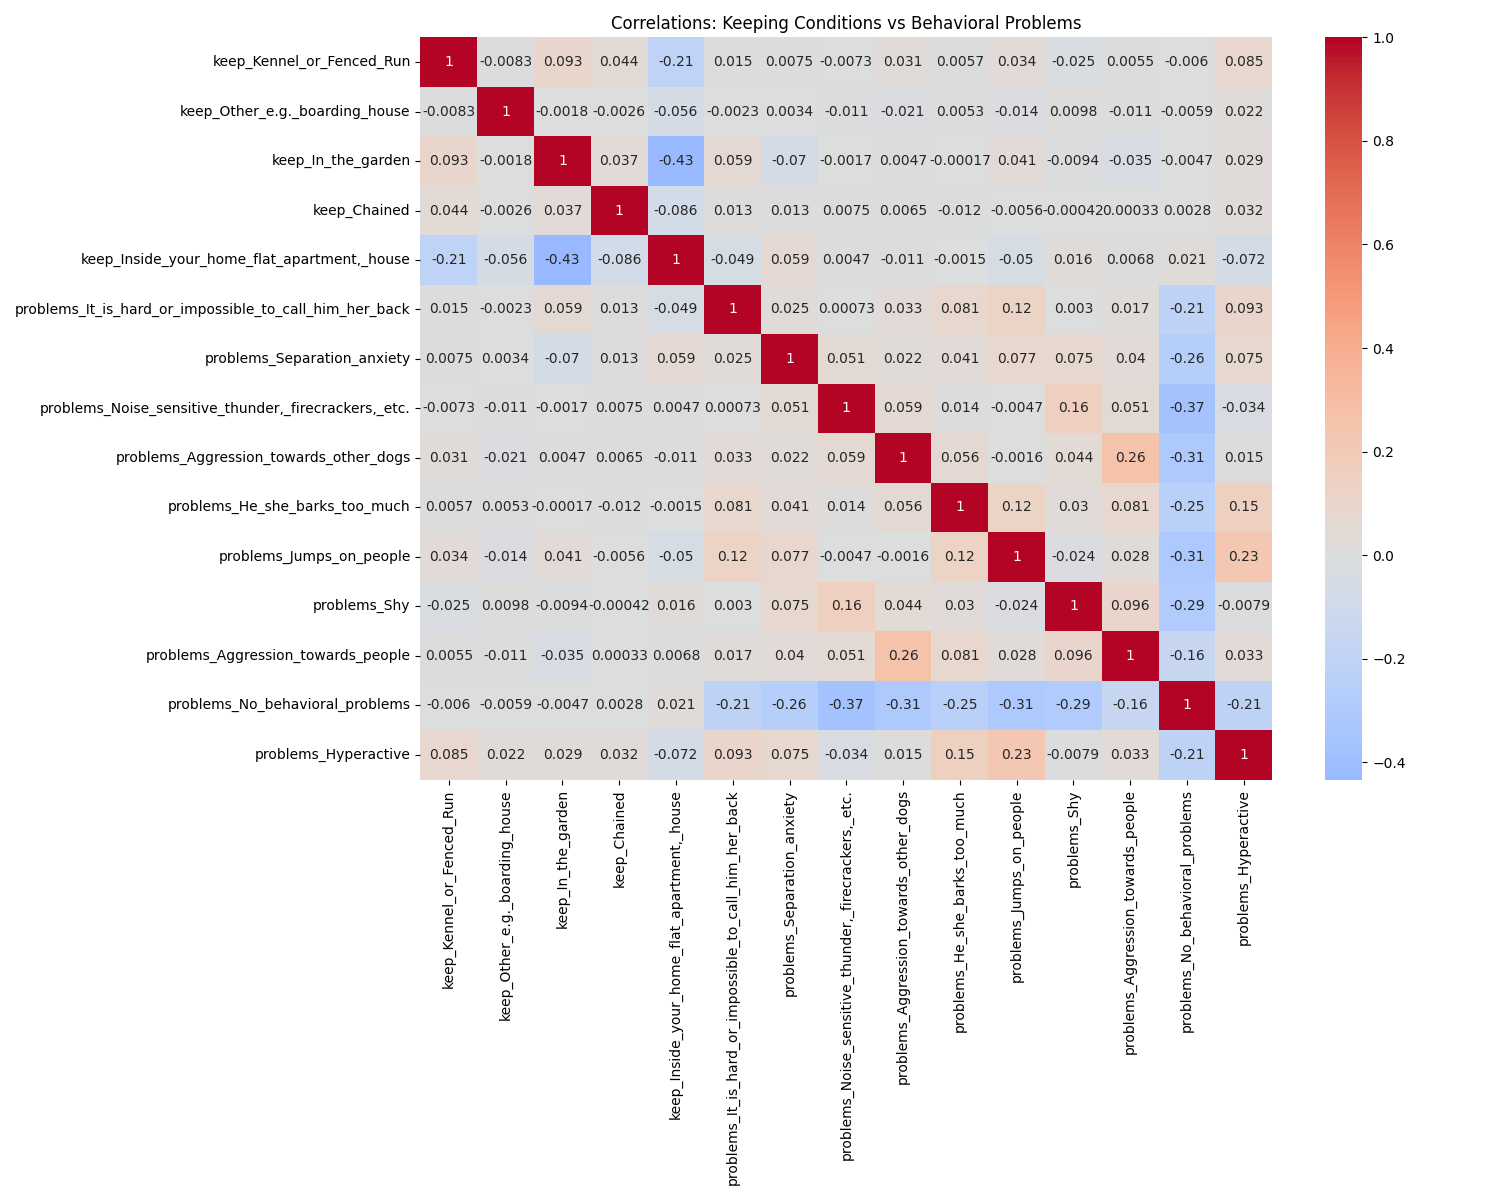 Correlations: Keeping Conditions vs Behavioral Problems
keep_Kennel_or_Fenced_Run 1 -0.0083 0.093 0.044 -0.21 0.015 0.0075 -0.0073 0.031 0.0057 0.034 -0.025 0.0055 -0.006 0.085
keep_Other_e.g._boarding_house -0.0083 1 -0.0018 -0.0026 -0.056 -0.0023 0.0034 -0.011 -0.021 0.0053 -0.014 0.0098 -0.011 -0.0059 0.022
keep_In_the_garden 0.093 -0.0018 1 0.037 -0.43 0.059 -0.07 -0.0017 0.0047 -0.00017 0.041 -0.0094 -0.035 -0.0047 0.029
keep_Chained 0.044 -0.0026 0.037 1 -0.086 0.013 0.013 0.0075 0.0065 -0.012 -0.0056 -0.00042 0.00033 0.0028 0.032
keep_Inside_your_home_flat_apartment,_house -0.21 -0.056 -0.43 -0.086 1 -0.049 0.059 0.0047 -0.011 -0.0015 -0.05 0.016 0.0068 0.021 -0.072
problems_It_is_hard_or_impossible_to_call_him_her_back 0.015 -0.0023 0.059 0.013 -0.049 1 0.025 0.00073 0.033 0.081 0.12 0.003 0.017 -0.21 0.093
problems_Separation_anxiety 0.0075 0.0034 -0.07 0.013 0.059 0.025 1 0.051 0.022 0.041 0.077 0.075 0.04 -0.26 0.075
problems_Noise_sensitive_thunder,_firecrackers,_etc. -0.0073 -0.011 -0.0017 0.0075 0.0047 0.00073 0.051 1 0.059 0.014 -0.0047 0.16 0.051 -0.37 -0.034
problems_Aggression_towards_other_dogs 0.031 -0.021 0.0047 0.0065 -0.011 0.033 0.022 0.059 1 0.056 -0.0016 0.044 0.26 -0.31 0.015
problems_He_she_barks_too_much 0.0057 0.0053 -0.00017 -0.012 -0.0015 0.081 0.041 0.014 0.056 1 0.12 0.03 0.081 -0.25 0.15
problems_Jumps_on_people 0.034 -0.014 0.041 -0.0056 -0.05 0.12 0.077 -0.0047 -0.0016 0.12 1 -0.024 0.028 -0.31 0.23
problems_Shy -0.025 0.0098 -0.0094 -0.00042 0.016 0.003 0.075 0.16 0.044 0.03 -0.024 1 0.096 -0.29 -0.0079
problems_Aggression_towards_people 0.0055 -0.011 -0.035 0.00033 0.0068 0.017 0.04 0.051 0.26 0.081 0.028 0.096 1 -0.16 0.033
problems_No_behavioral_problems -0.006 -0.0059 -0.0047 0.0028 0.021 -0.21 -0.26 -0.37 -0.31 -0.25 -0.31 -0.29 -0.16 1 -0.21
problems_Hyperactive 0.085 0.022 0.029 0.032 -0.072 0.093 0.075 -0.034 0.015 0.15 0.23 -0.0079 0.033 -0.21 1
keep_Kennel_or_Fenced_Run
keep_Other_e.g._boarding_house
keep_In_the_garden
keep_Chained
keep_Inside_your_home_flat_apartment,_house
problems_It_is_hard_or_impossible_to_call_him_her_back
problems_Separation_anxiety
problems_Noise_sensitive_thunder,_firecrackers,_etc.
problems_Aggression_towards_other_dogs
problems_He_she_barks_too_much
problems_Jumps_on_people
problems_Shy
problems_Aggression_towards_people
problems_No_behavioral_problems
problems_Hyperactive
1.0
0.8
0.6
0.4
0.2
0.0
−0.2
−0.4